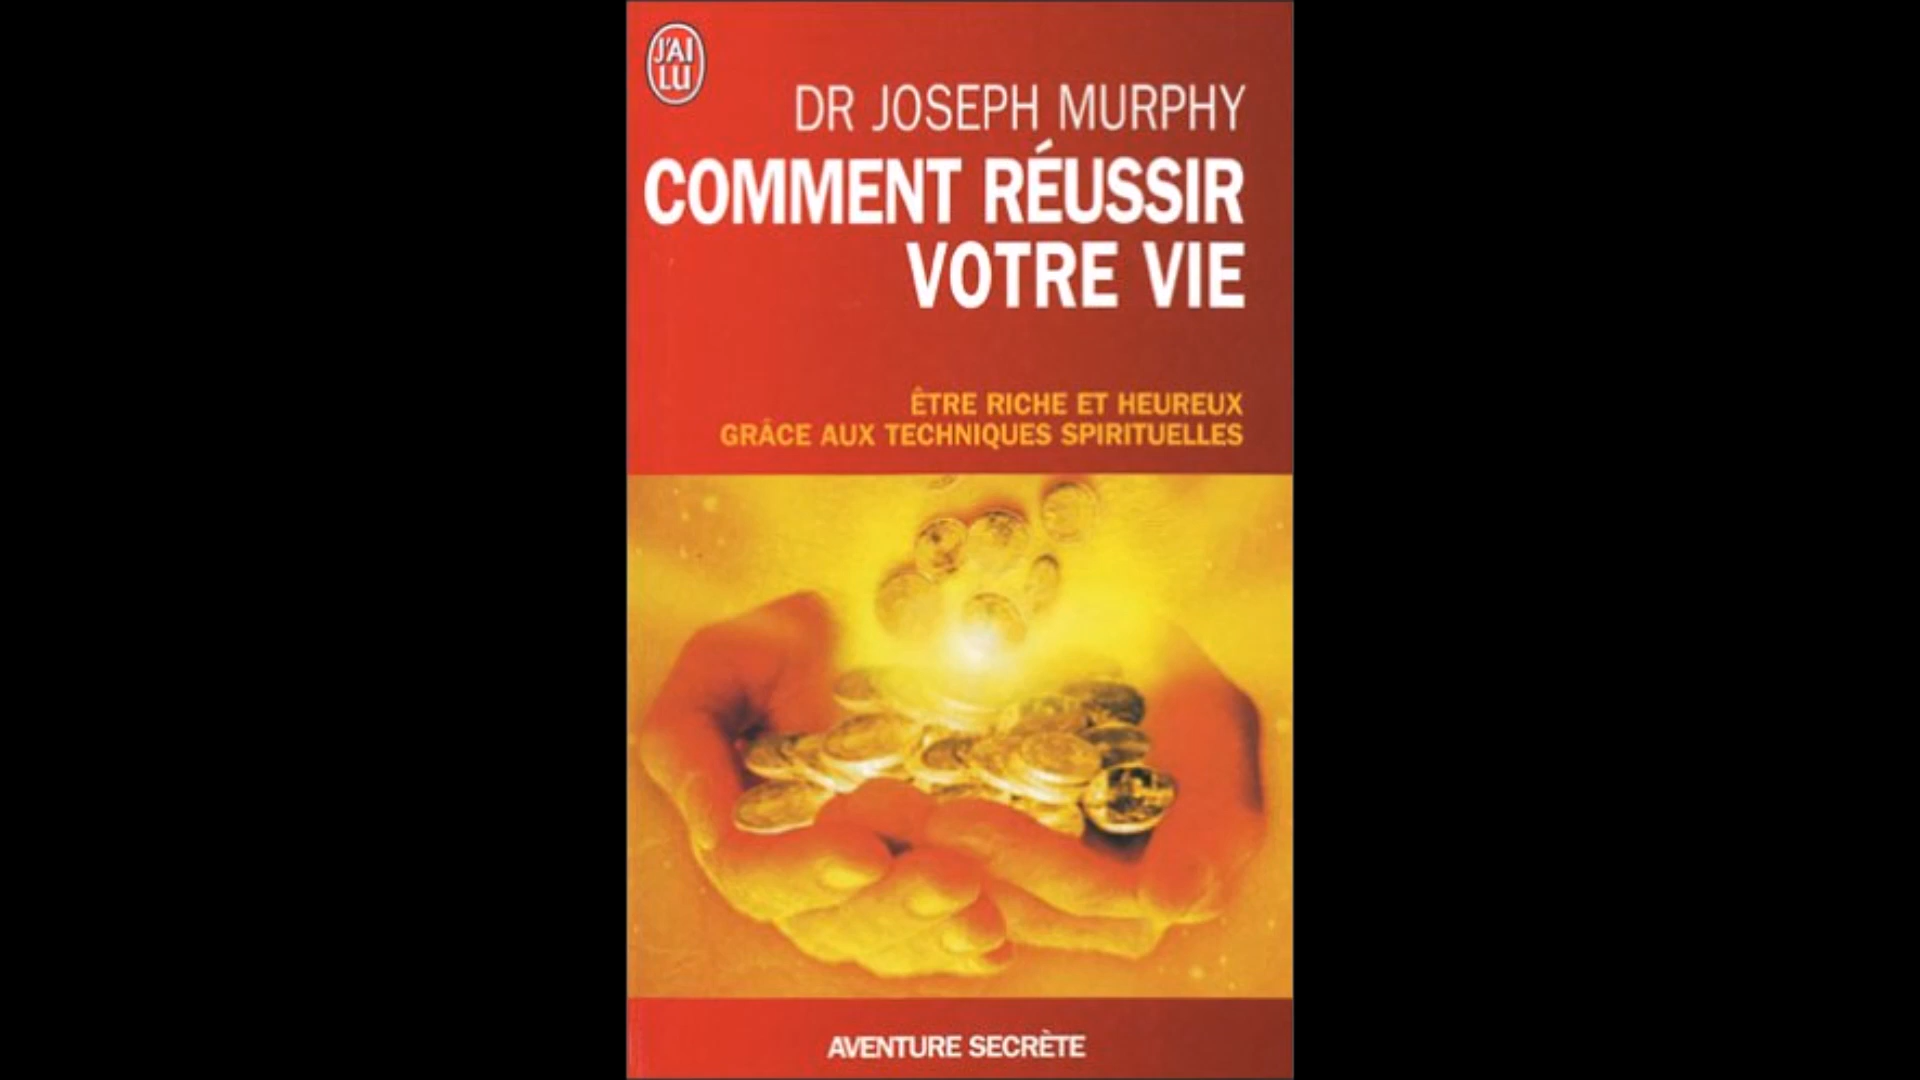 J'AI
LU
DR JOSEPH MURPHY
COMMENT RÉUSSIR
VOTRE VIE
ÊTRE RICHE ET HEUREUX
GRÂCE AUX TECHNIQUES SPIRITUELLES
AVENTURE SECRÈTE